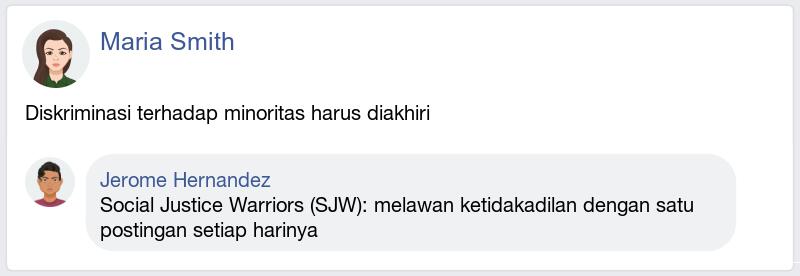 Maria Smith
Diskriminasi terhadap minoritas harus diakhiri
Jerome Hernandez
Social Justice Warriors (SJW): melawan ketidakadilan dengan satu
postingan setiap harinya